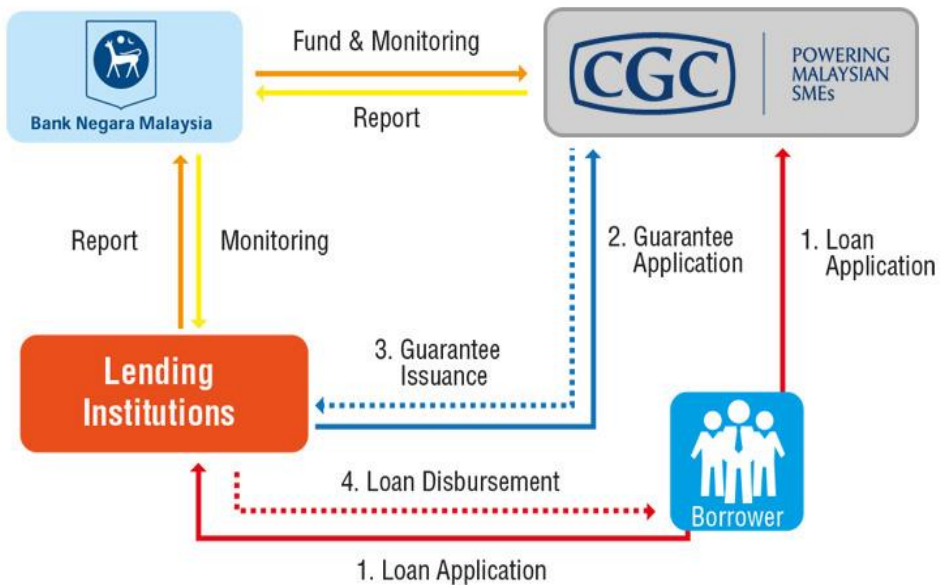 Bank Negara Malaysia
Fund & Monitoring
Report
CGC
POWERING
MALAYSIAN
SMEs
Report
Monitoring
2. Guarantee
Application
1. Loan
Application
Lending
Institutions
3. Guarantee
Issuance
4. Loan Disbursement
Borrower
1. Loan Application